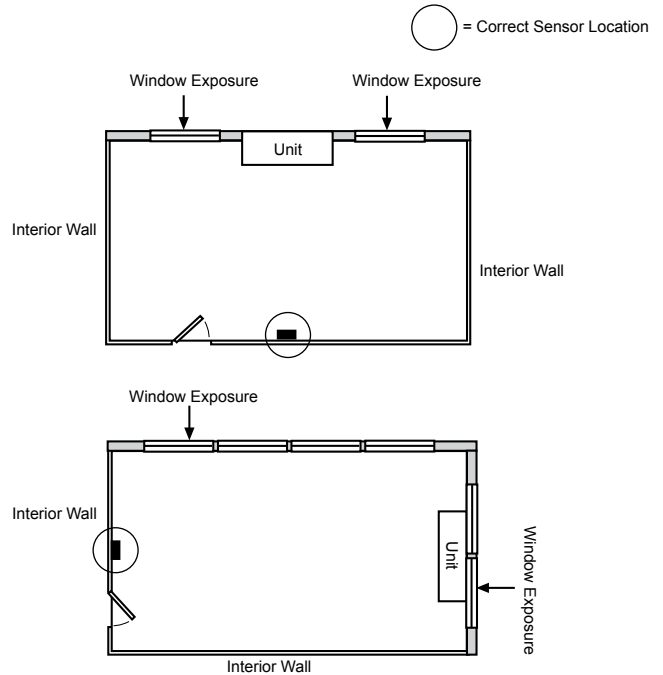 = Correct Sensor Location
Window Exposure
Window Exposure
Unit
Interior Wall
Interior Wall
Window Exposure
Interior Wall
Unit
Window Exposure
Interior Wall